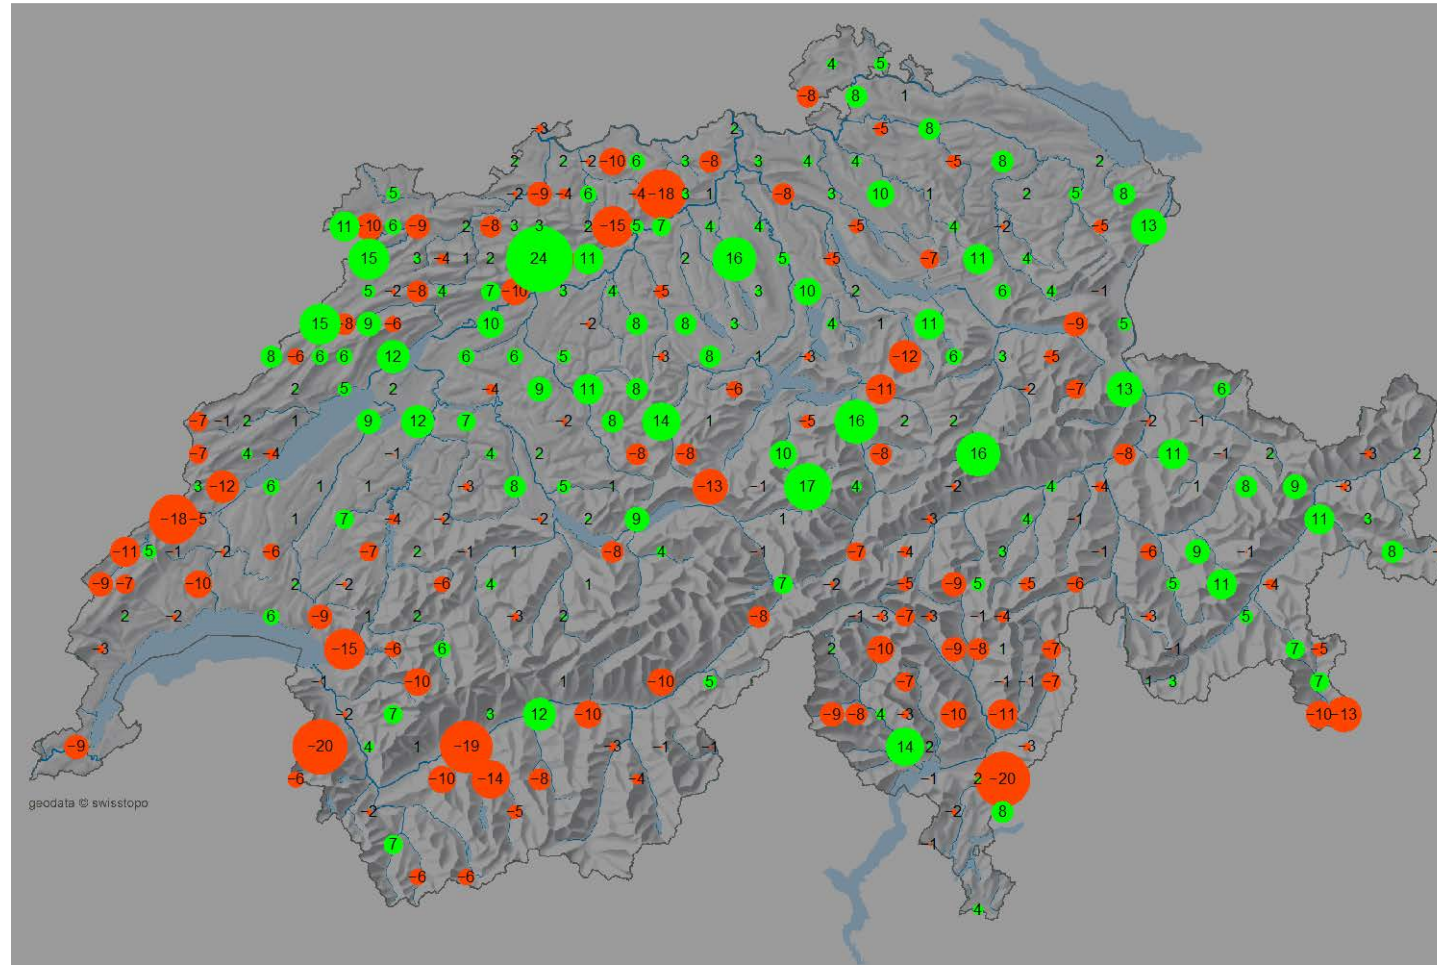 4 5
−8 8 1
−3 2 −5 8
2 2 −2 −10 6 3 −8 3 4 4 −5 8 2
5 −2 −9 −4 6 −4 −18 3 1 −8 3 10 1 2 5 8
11 −10 6 −9 2 −8 3 3 2 −15 5 7 4 4 −5 4 −2 −5 13
15 3 −4 1 2 24 11 2 16 5 −5 −7 11 4
5 −2 −8 4 7 −10 3 4 −5 3 10 2 6 4 −1
15 −8 9 −6 10 −2 8 8 3 4 1 11 −9 5
8 −6 6 6 12 6 6 5 −3 8 1 −3 −12 6 3 −5
2 5 2 −4 9 11 8 −6 −11 −2 −7 13 6
−7 −1 2 1 9 12 7 −2 8 14 1 −5 16 2 2 −2 −1
−7 4 −4 −1 4 2 −8 −8 10 −8 16 −8 11 −1 2 −3 2
3 −12 6 1 1 −3 8 5 −1 −13 −1 17 4 −2 4 −4 1 8 9 −3
−18 −5 1 7 −4 −2 −2 2 9 1 −3 4 −1 11 3
−11 5 −1 −2 −6 −7 2 −1 1 −8 4 −1 −7 −4 3 −1 −6 9 −1 8
−9 −7 −10 2 −2 −6 4 1 7 −2 −5 −9 5 −5 −6 5 11 −4
2 −2 6 −9 1 2 −3 2 −8 −1 −3 −7 −3 −1 −4 −3 5
−3 −15 −6 6 2 −10 −9 −8 1 −7 −1 7 −5
−1 −10 1 −10 5 −7 −1 −1 −7 −1 3 7
−2 7 3 12 −10 −9 −8 4 −3 −10 −11 −10 −13
−9 −20 4 1 −19 −3 −1 −1 14 2 −3
−6 −10 −14 −8 −4 −1 2 −20
geodata © swisstopo
−2 −5 −2 8
7 −1
−6 −6
4